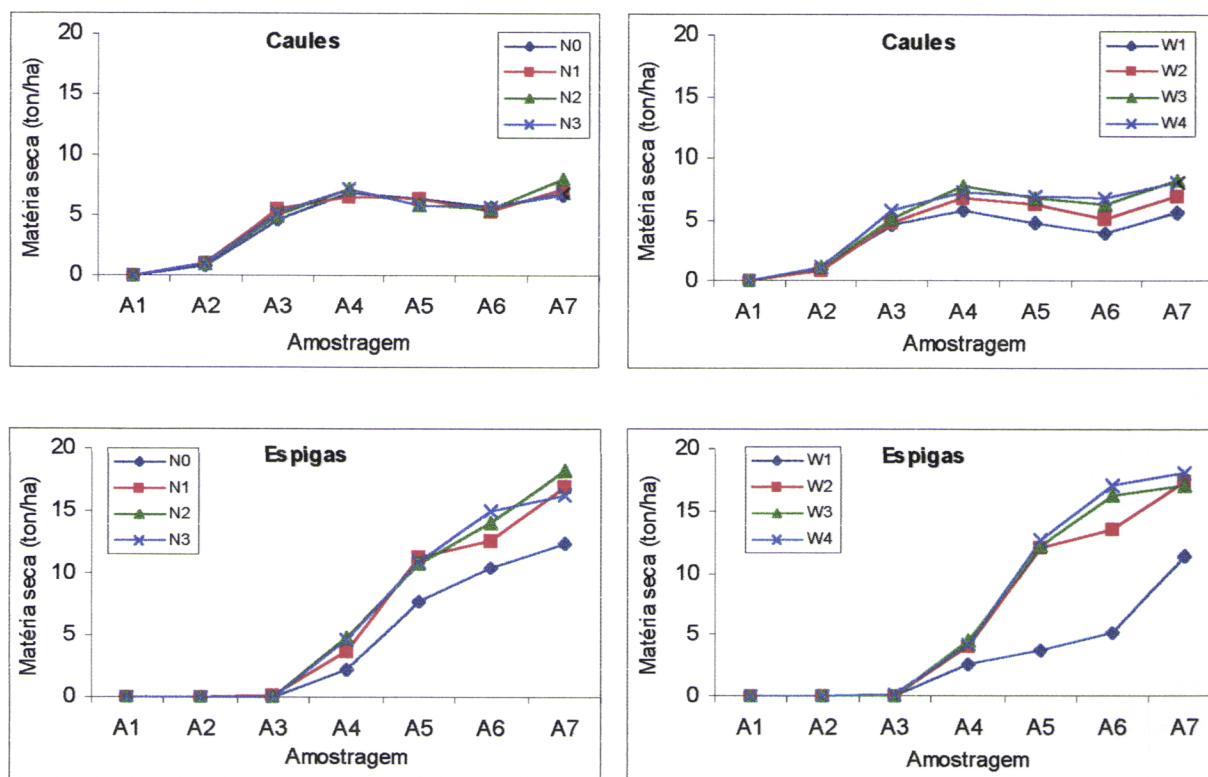 Caules
Matéria seca (ton/ha)
20
15
10
5
0
N0
N1
N2
N3
A1 A2 A3 A4 A5 A6 A7
Amostragem
Caules
Matéria seca (ton/ha)
20
15
10
5
0
W1
W2
W3
W4
A1 A2 A3 A4 A5 A6 A7
Amostragem
Espigas
Matéria seca (ton/ha)
20
15
10
5
0
N0
N1
N2
N3
A1 A2 A3 A4 A5 A6 A7
Amostragem
Espigas
Matéria seca (ton/ha)
20
15
10
5
0
W1
W2
W3
W4
A1 A2 A3 A4 A5 A6 A7
Amostragem